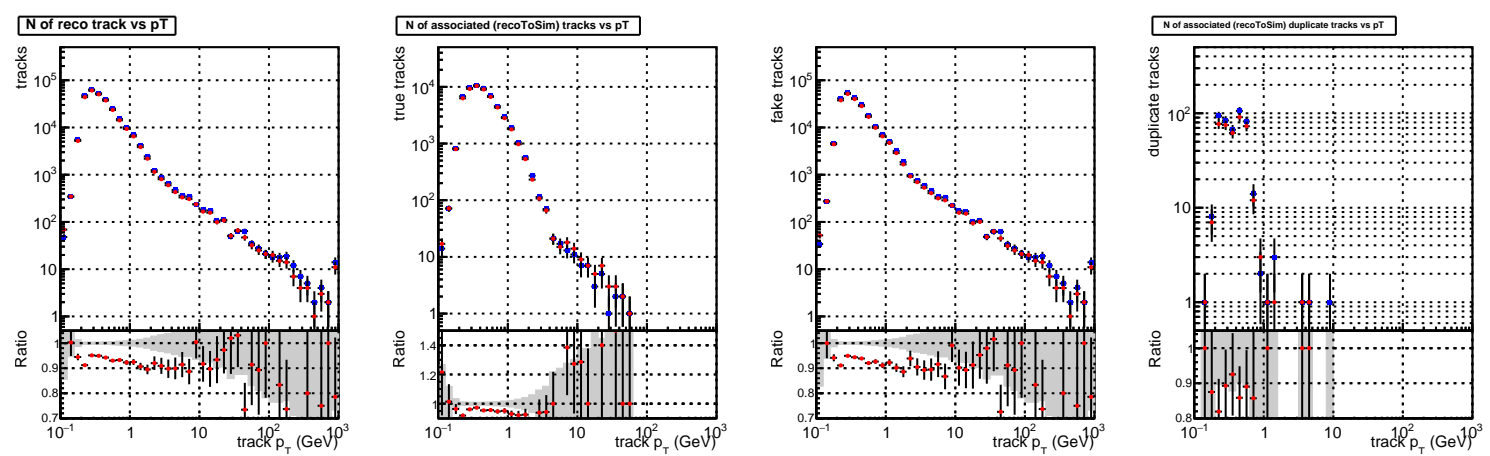 N of reco track vs pT
tracks
10^5
10^4
10^3
10^2
10
1
Ratio
1
0.9
0.8
0.7
10^-1 1 10 10^2 10^3
track p_T (GeV)
N of associated (recoToSim) tracks vs pT
true tracks
10^4
10^3
10^2
10
1
Ratio
1.4
1.2
1
10^-1 1 10 10^2 10^3
track p_T (GeV)
fake tracks
10^5
10^4
10^3
10^2
10
1
Ratio
1
0.9
0.8
0.7
10^-1 1 10 10^2 10^3
track p_T (GeV)
N of associated (recoToSim) duplicate tracks vs pT
duplicate tracks
10^2
10
1
Ratio
1
0.9
0.8
10^-1 1 10 10^2 10^3
track p_T (GeV)